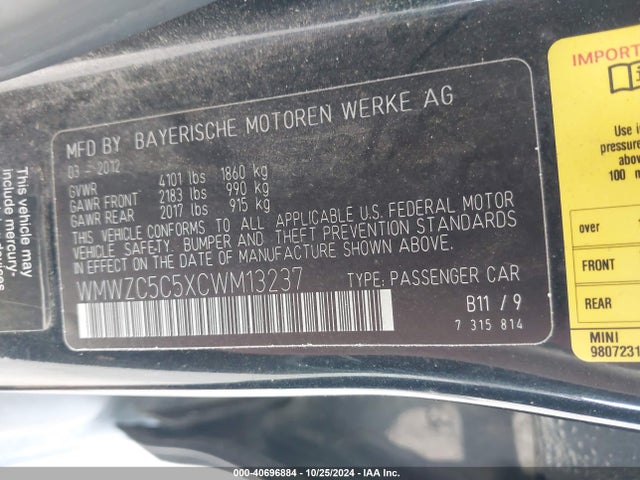 MFD BY BAYERISCHE MOTOREN WERKE AG
03 - 2012
GVWR 4101 lbs 1860 kg
GAWR FRONT 2183 lbs 990 kg
GAWR REAR 2017 lbs 915 kg
THIS VEHICLE CONFORMS TO ALL APPLICABLE U.S. FEDERAL MOTOR
VEHICLE SAFETY, BUMPER AND THEFT PREVENTION STANDARDS
IN EFFECT ON THE DATE OF MANUFACTURE SHOWN ABOVE.
WMWZC5C5XCWM13237 TYPE: PASSENGER CAR
B11 / 9
7 315 814
This vehicle may
include mercury-
devices
IMPORT
Use i
pressure
above
100 m
over
FRONT
REAR
MINI
9807231
000-40696884 | 10/25/2024 | IAA Inc.